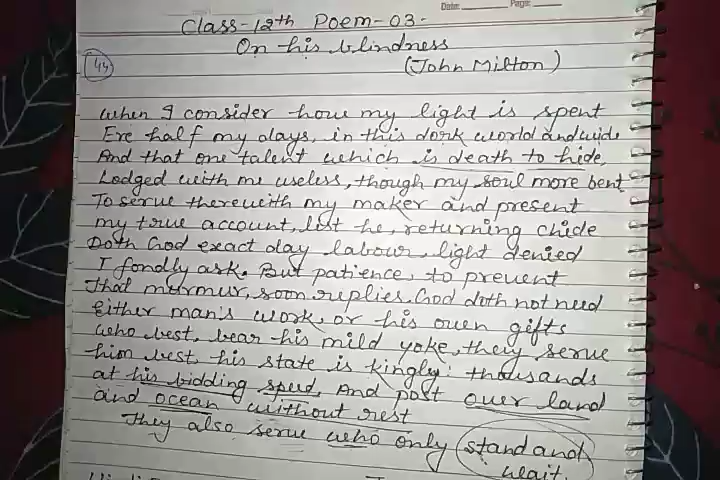 Date: Page:
Class-12th Poem-03-
On his blindness
44 (John Milton)
When I consider how my light is spent
Ere half my days, in this dark world and wide
And that one talent which is death to hide,
Lodged with me useless, though my soul more bent
To serve therewith my maker and present
my true account, list he, returning chide
Doth God exact day labour, light denied
I fondly ask. But patience, to prevent
That murmur, soon replies. God doth not need
Either man's work, or his own gifts
who best, bear his mild yoke, they serve
him best, his state is kingly: thousands
at his bidding speed, And post over land
and ocean without rest
They also serve who only stand and
wait.